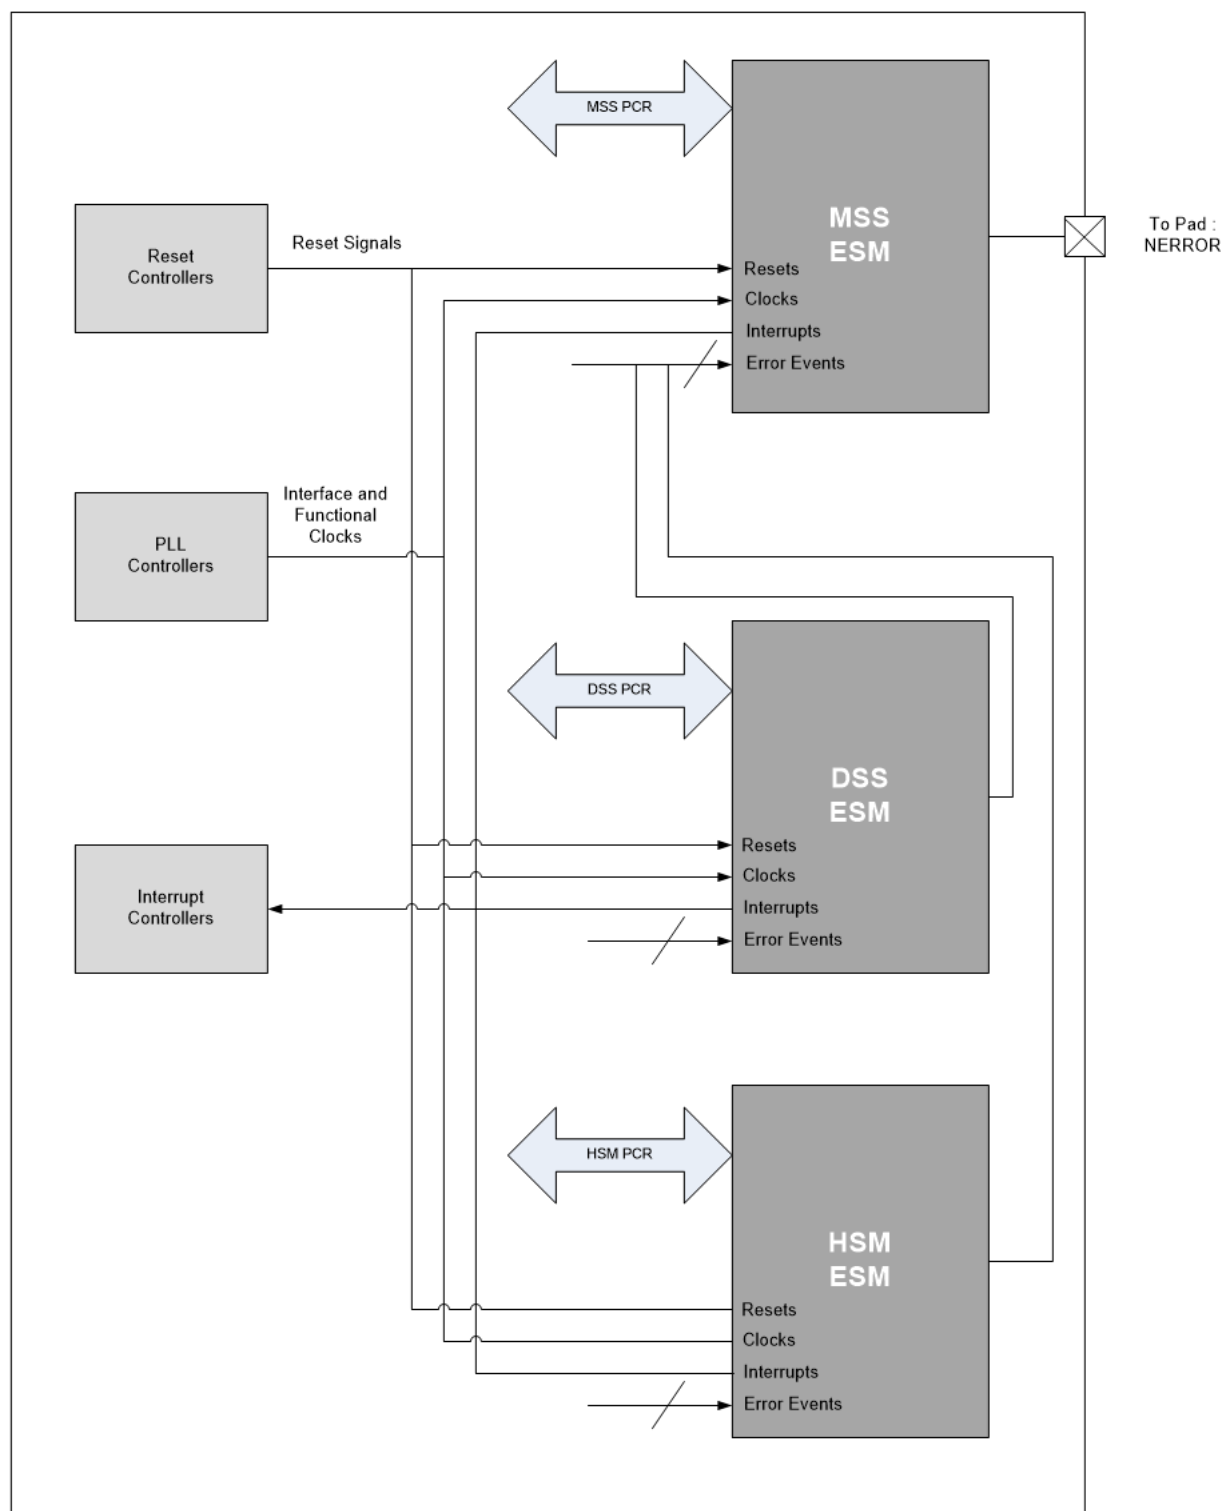 MSS PCR
MSS
ESM
To Pad :
NERROR
Reset
Controllers
Reset Signals
Resets
Clocks
Interrupts
Error Events
PLL
Controllers
Interface and
Functional
Clocks
DSS PCR
DSS
ESM
Resets
Clocks
Interrupts
Error Events
Interrupt
Controllers
HSM PCR
HSM
ESM
Resets
Clocks
Interrupts
Error Events